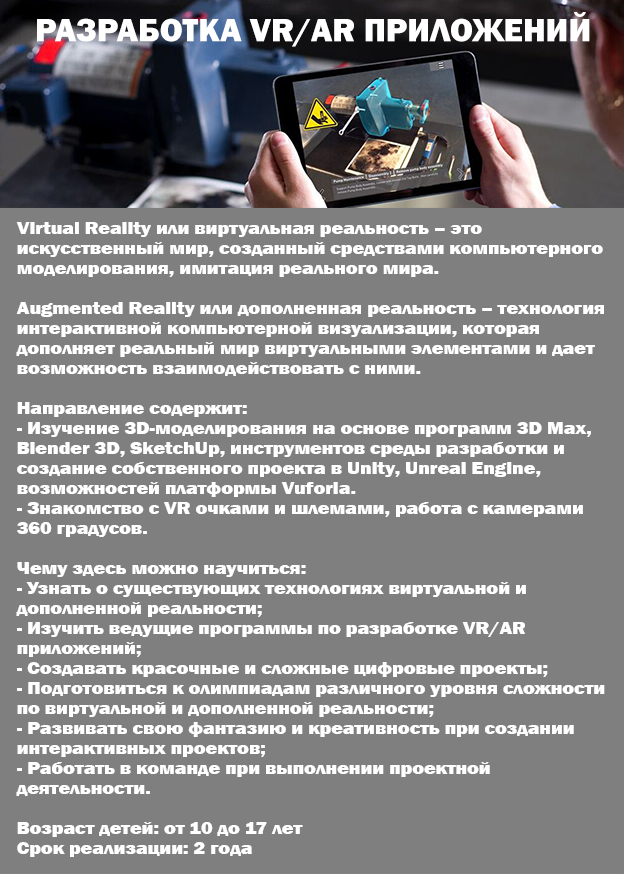 РАЗРАБОТКА VR/AR ПРИЛОЖЕНИЙ
Virtual Reality или виртуальная реальность – это
искусственный мир, созданный средствами компьютерного
моделирования, имитация реального мира.
Augmented Reality или дополненная реальность – технология
интерактивной компьютерной визуализации, которая
дополняет реальный мир виртуальными элементами и дает
возможность взаимодействовать с ними.
Направление содержит:
- Изучение 3D-моделирования на основе программ 3D Max,
Blender 3D, SketchUp, инструментов среды разработки и
создание собственного проекта в Unity, Unreal Engine,
возможностей платформы Vuforia.
- Знакомство с VR очками и шлемами, работа с камерами
360 градусов.
Чему здесь можно научиться:
- Узнать о существующих технологиях виртуальной и
дополненной реальности;
- Изучить ведущие программы по разработке VR/AR
приложений;
- Создавать красочные и сложные цифровые проекты;
- Подготовиться к олимпиадам различного уровня сложности
по виртуальной и дополненной реальности;
- Развивать свою фантазию и креативность при создании
интерактивных проектов;
- Работать в команде при выполнении проектной
деятельности.
Возраст детей: от 10 до 17 лет
Срок реализации: 2 года